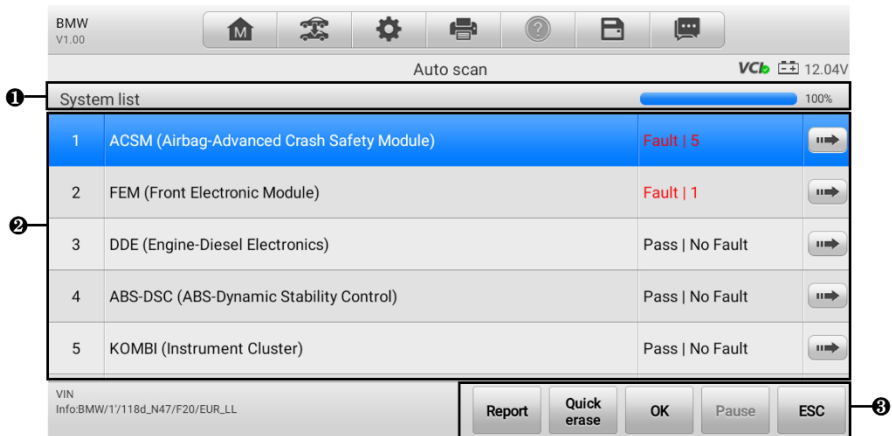 BMW
V1.00
M
?
Auto scan
VCI 12.04V
❶ System list 100%
❷
1 ACSM (Airbag-Advanced Crash Safety Module) Fault | 5
2 FEM (Front Electronic Module) Fault | 1
3 DDE (Engine-Diesel Electronics) Pass | No Fault
4 ABS-DSC (ABS-Dynamic Stability Control) Pass | No Fault
5 KOMBI (Instrument Cluster) Pass | No Fault
VIN
Info:BMW/1'/118d_N47/F20/EUR_LL
Report Quick erase OK Pause ESC ❸